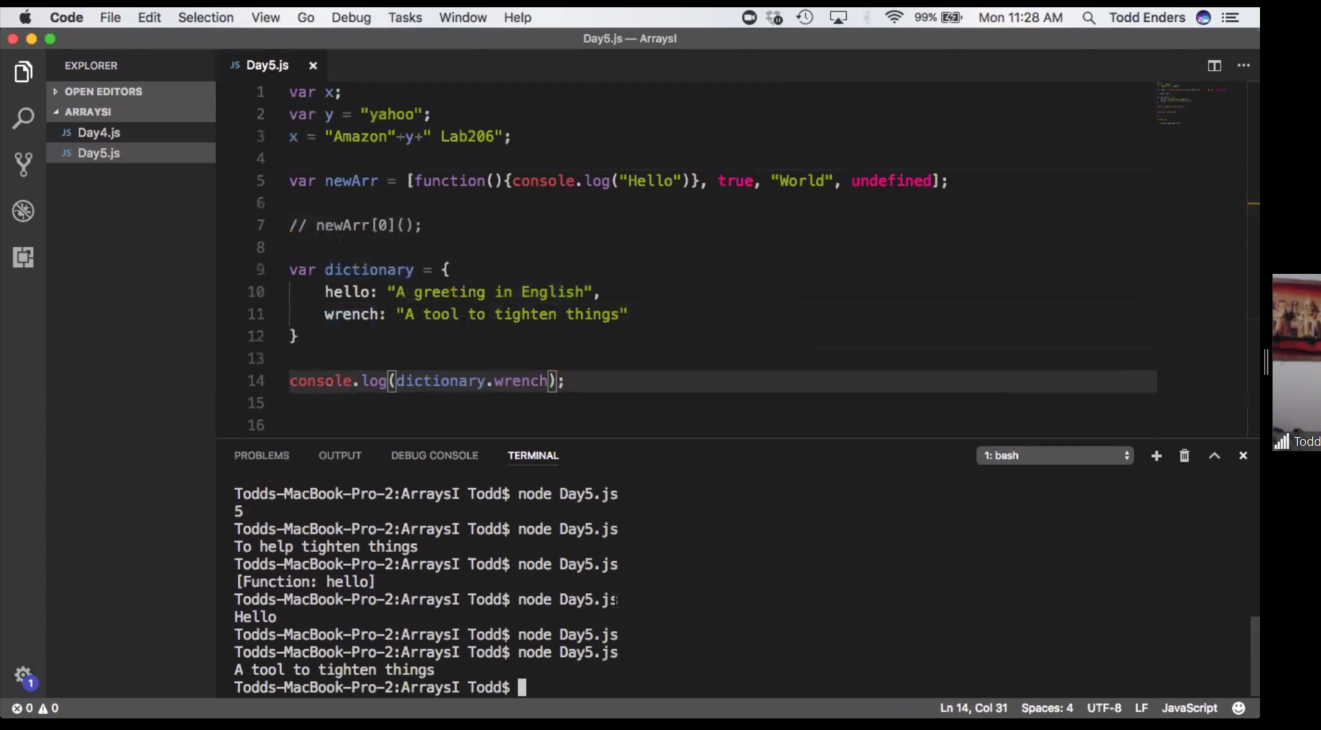 Code File Edit Selection View Go Debug Tasks Window Help 99% Mon 11:28 AM Todd Enders
Day5.js — ArraysI
EXPLORER
OPEN EDITORS
ARRAYSI
JS Day4.js
JS Day5.js
JS Day5.js ×
1 var x;
2 var y = "yahoo";
3 x = "Amazon"+y+" Lab206";
4
5 var newArr = [function(){console.log("Hello")}, true, "World", undefined];
6
7 // newArr[0]();
8
9 var dictionary = {
10 hello: "A greeting in English",
11 wrench: "A tool to tighten things"
12 }
13
14 console.log(dictionary.wrench);
15
16
PROBLEMS OUTPUT DEBUG CONSOLE TERMINAL 1: bash
Todds-MacBook-Pro-2:ArraysI Todd$ node Day5.js
5
Todds-MacBook-Pro-2:ArraysI Todd$ node Day5.js
To help tighten things
Todds-MacBook-Pro-2:ArraysI Todd$ node Day5.js
[Function: hello]
Todds-MacBook-Pro-2:ArraysI Todd$ node Day5.js
Hello
Todds-MacBook-Pro-2:ArraysI Todd$ node Day5.js
Todds-MacBook-Pro-2:ArraysI Todd$ node Day5.js
A tool to tighten things
Todds-MacBook-Pro-2:ArraysI Todd$
1
0 0 Ln 14, Col 31 Spaces: 4 UTF-8 LF JavaScript
Todd